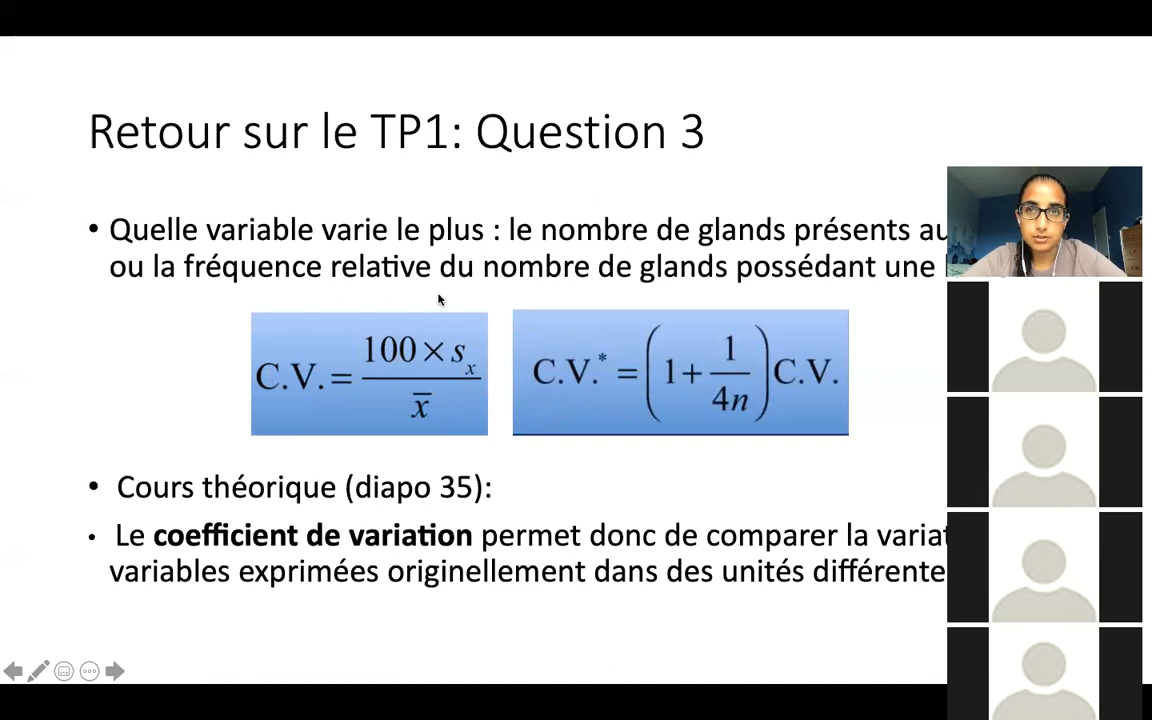 Retour sur le TP1: Question 3
• Quelle variable varie le plus : le nombre de glands présents au
ou la fréquence relative du nombre de glands possédant une
C.V. = 100 × s_x / x̄
C.V.* = (1 + 1/4n) C.V.
• Cours théorique (diapo 35):
• Le coefficient de variation permet donc de comparer la variat
variables exprimées originellement dans des unités différente